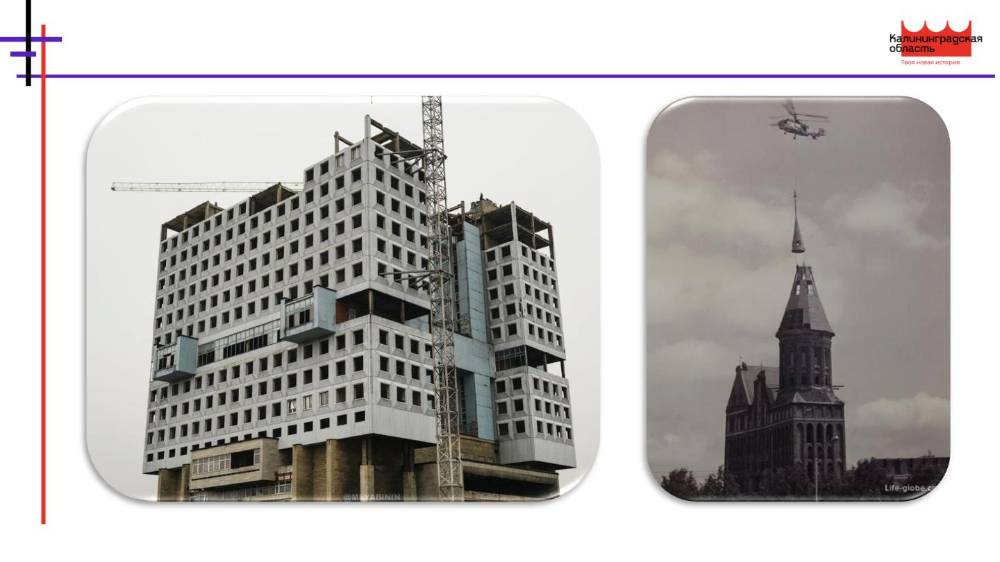 Калининградская
область
Твоя новая история
@MRYABININ
Life-globe.c